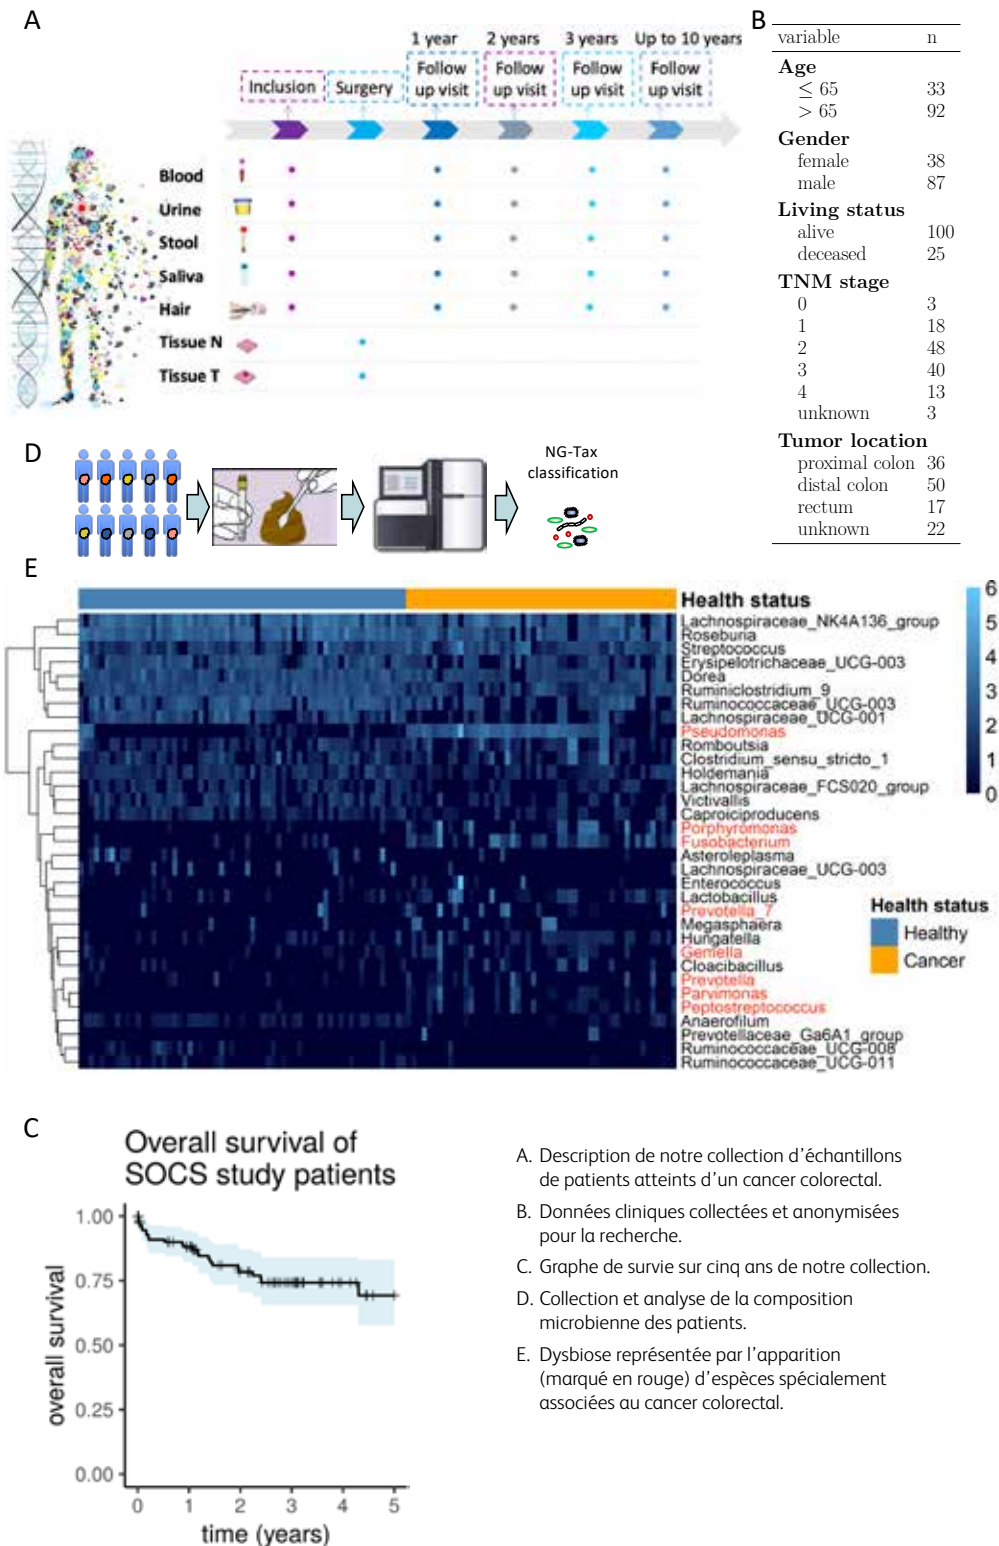 A
1 year 2 years 3 years Up to 10 years
Inclusion
Surgery
Follow up visit
Follow up visit
Follow up visit
Follow up visit
Blood
Urine
Stool
Saliva
Hair
Tissue N
Tissue T
B
variable n
Age
≤ 65 33
> 65 92
Gender
female 38
male 87
Living status
alive 100
deceased 25
TNM stage
0 3
1 18
2 48
3 40
4 13
unknown 3
Tumor location
proximal colon 36
distal colon 50
rectum 17
unknown 22
D
NG-Tax
classification
E
Health status
Lachnospiraceae_NK4A136_group
Roseburia
Streptococcus
Erysipelotrichaceae_UCG-003
Dorea
Ruminiclostridium_9
Ruminococcaceae_UCG-003
Lachnospiraceae_UCG-001
Pseudomonas
Romboutsia
Clostridium_sensu_stricto_1
Holdemania
Lachnospiraceae_FCS020_group
Victivallis
Caproiciproducens
Porphyromonas
Fusobacterium
Asteroleplasma
Lachnospiraceae_UCG-003
Enterococcus
Lactobacillus
Prevotella_7
Megasphaera
Hungatella
Gemella
Cloacibacillus
Prevotella
Parvimonas
Peptostreptococcus
Anaerofilum
Prevotellaceae_Ga6A1_group
Ruminococcaceae_UCG-008
Ruminococcaceae_UCG-011
6
5
4
3
2
1
0
Health status
Healthy
Cancer
C
Overall survival of
SOCS study patients
overall survival
1.00
0.75
0.50
0.25
0.00
0 1 2 3 4 5
time (years)
A. Description de notre collection d'échantillons
de patients atteints d'un cancer colorectal.
B. Données cliniques collectées et anonymisées
pour la recherche.
C. Graphe de survie sur cinq ans de notre collection.
D. Collection et analyse de la composition
microbienne des patients.
E. Dysbiose représentée par l'apparition
(marqué en rouge) d'espèces spécialement
associées au cancer colorectal.